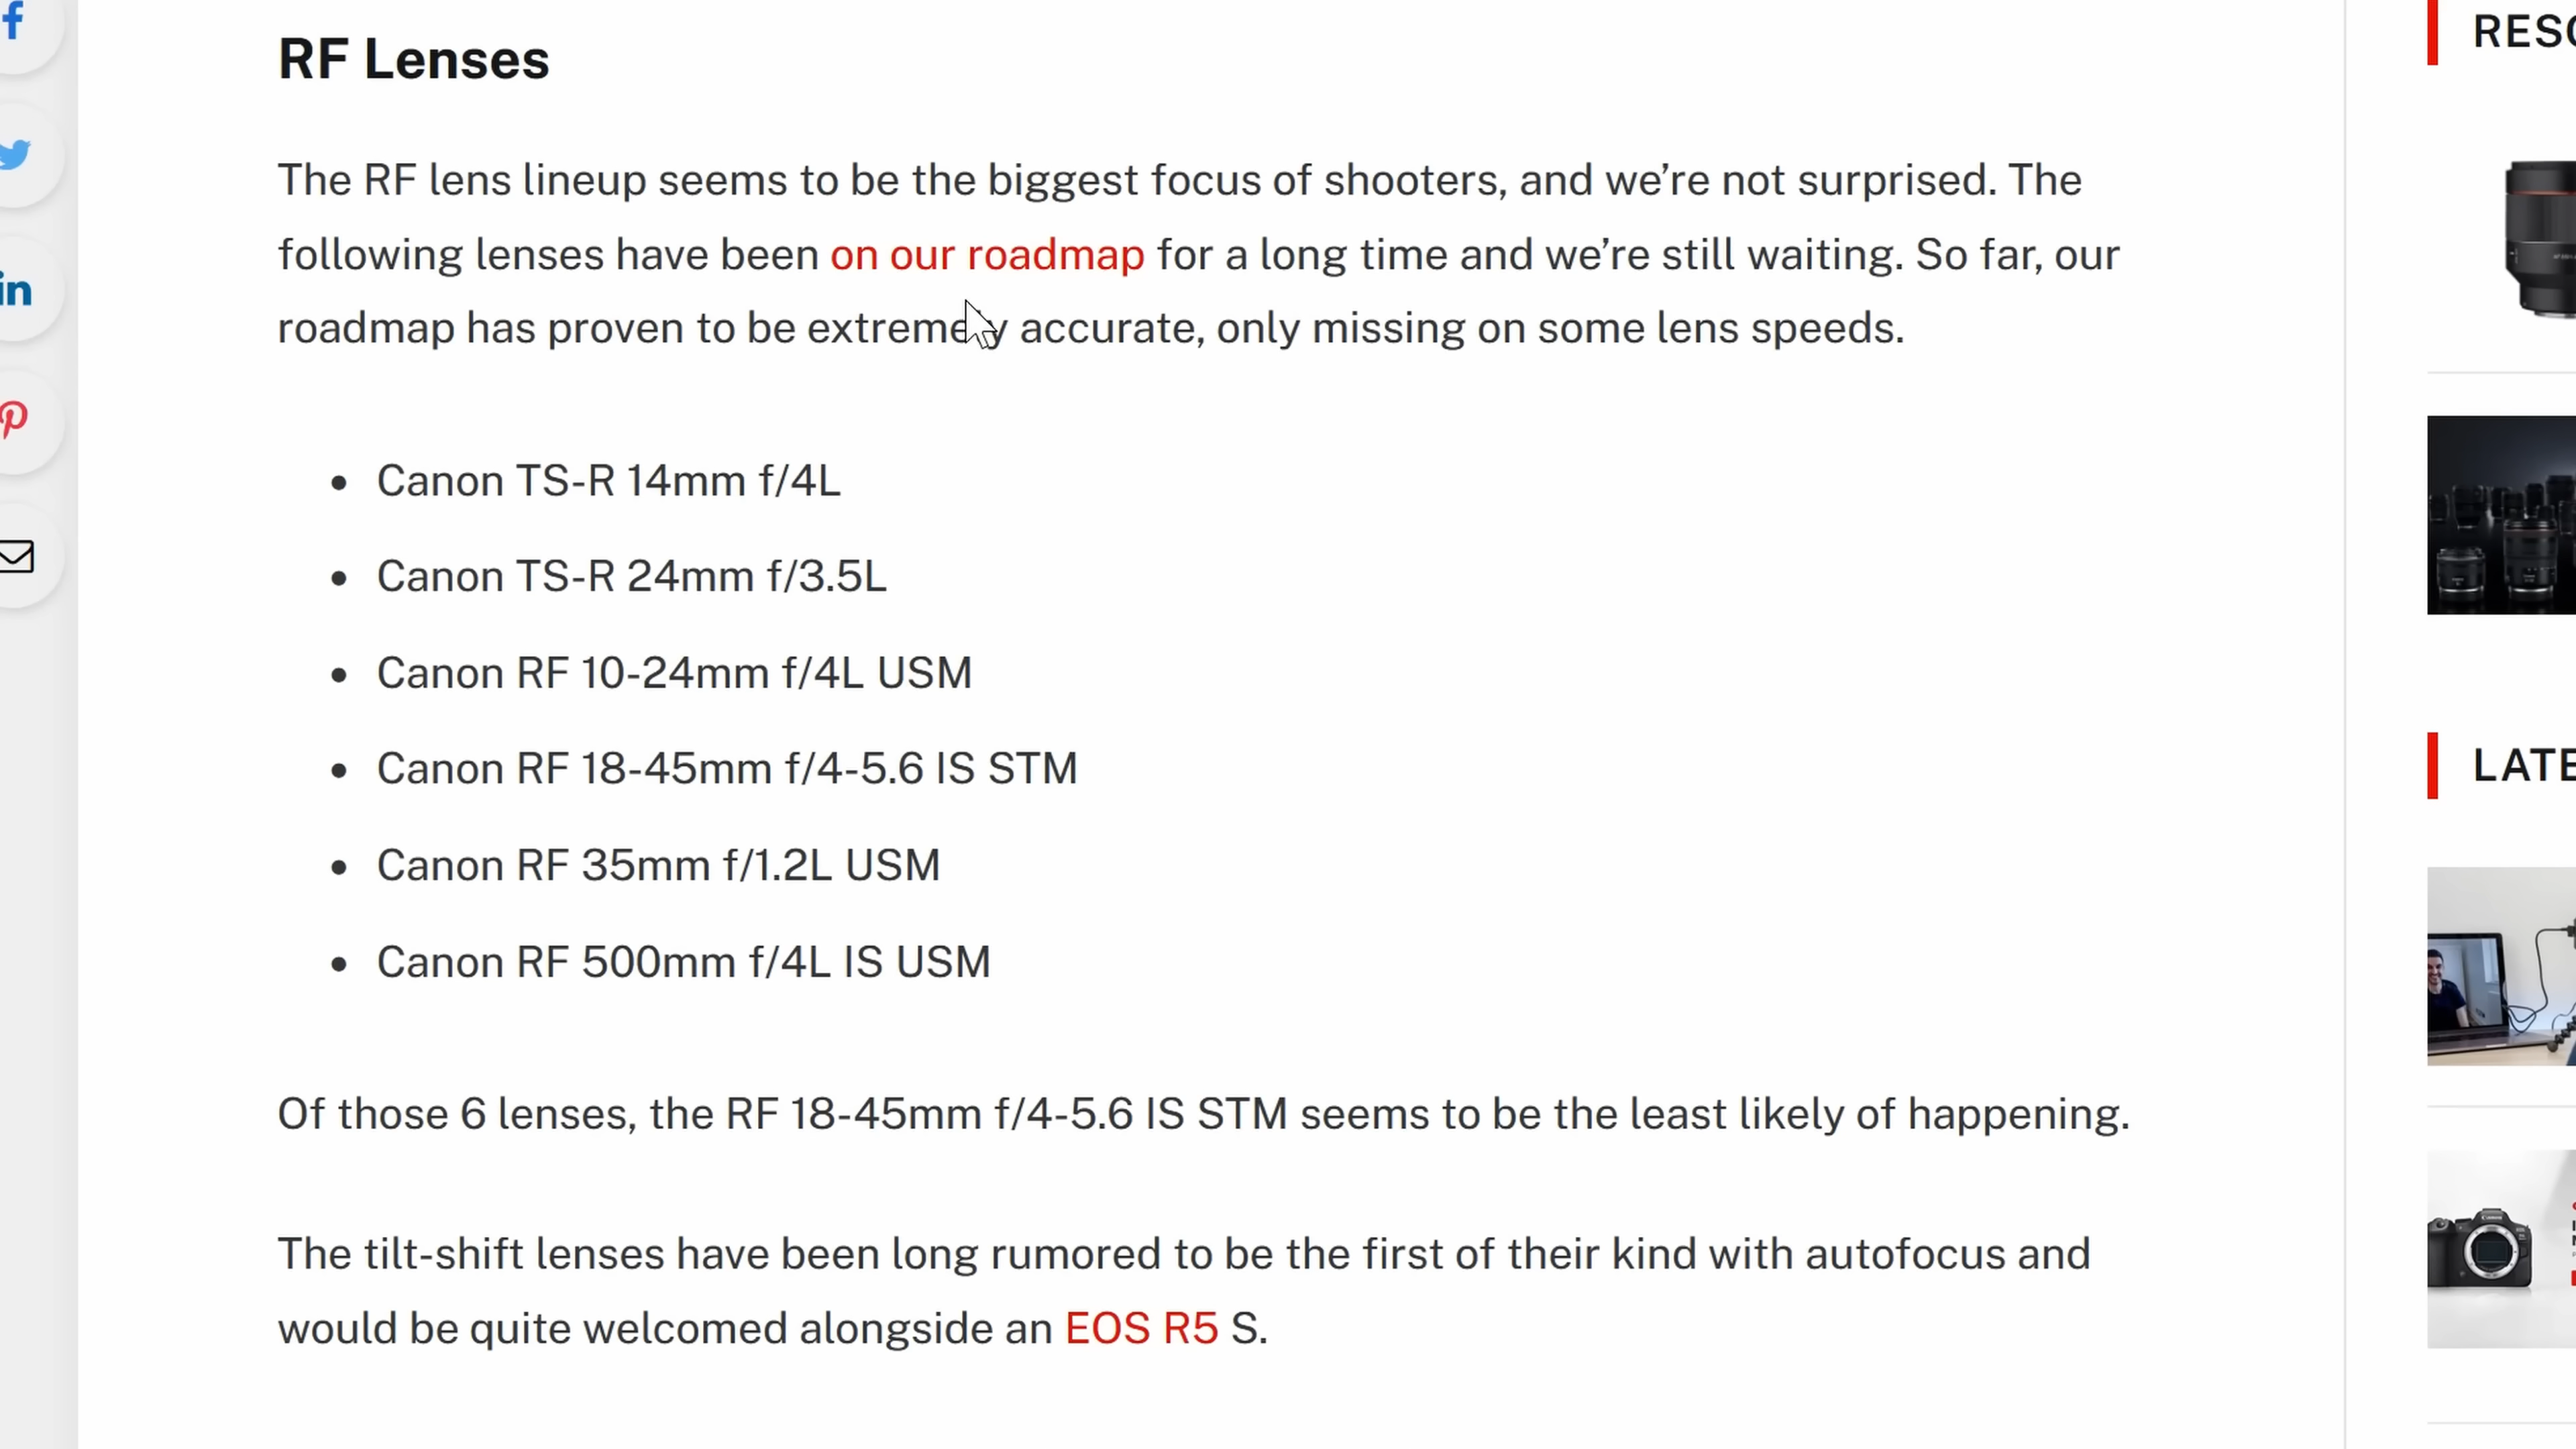 RF Lenses
The RF lens lineup seems to be the biggest focus of shooters, and we’re not surprised. The
following lenses have been on our roadmap for a long time and we’re still waiting. So far, our
roadmap has proven to be extremely accurate, only missing on some lens speeds.
• Canon TS-R 14mm f/4L
• Canon TS-R 24mm f/3.5L
• Canon RF 10-24mm f/4L USM
• Canon RF 18-45mm f/4-5.6 IS STM
• Canon RF 35mm f/1.2L USM
• Canon RF 500mm f/4L IS USM
Of those 6 lenses, the RF 18-45mm f/4-5.6 IS STM seems to be the least likely of happening.
The tilt-shift lenses have been long rumored to be the first of their kind with autofocus and
would be quite welcomed alongside an EOS R5 S.
in
LATE